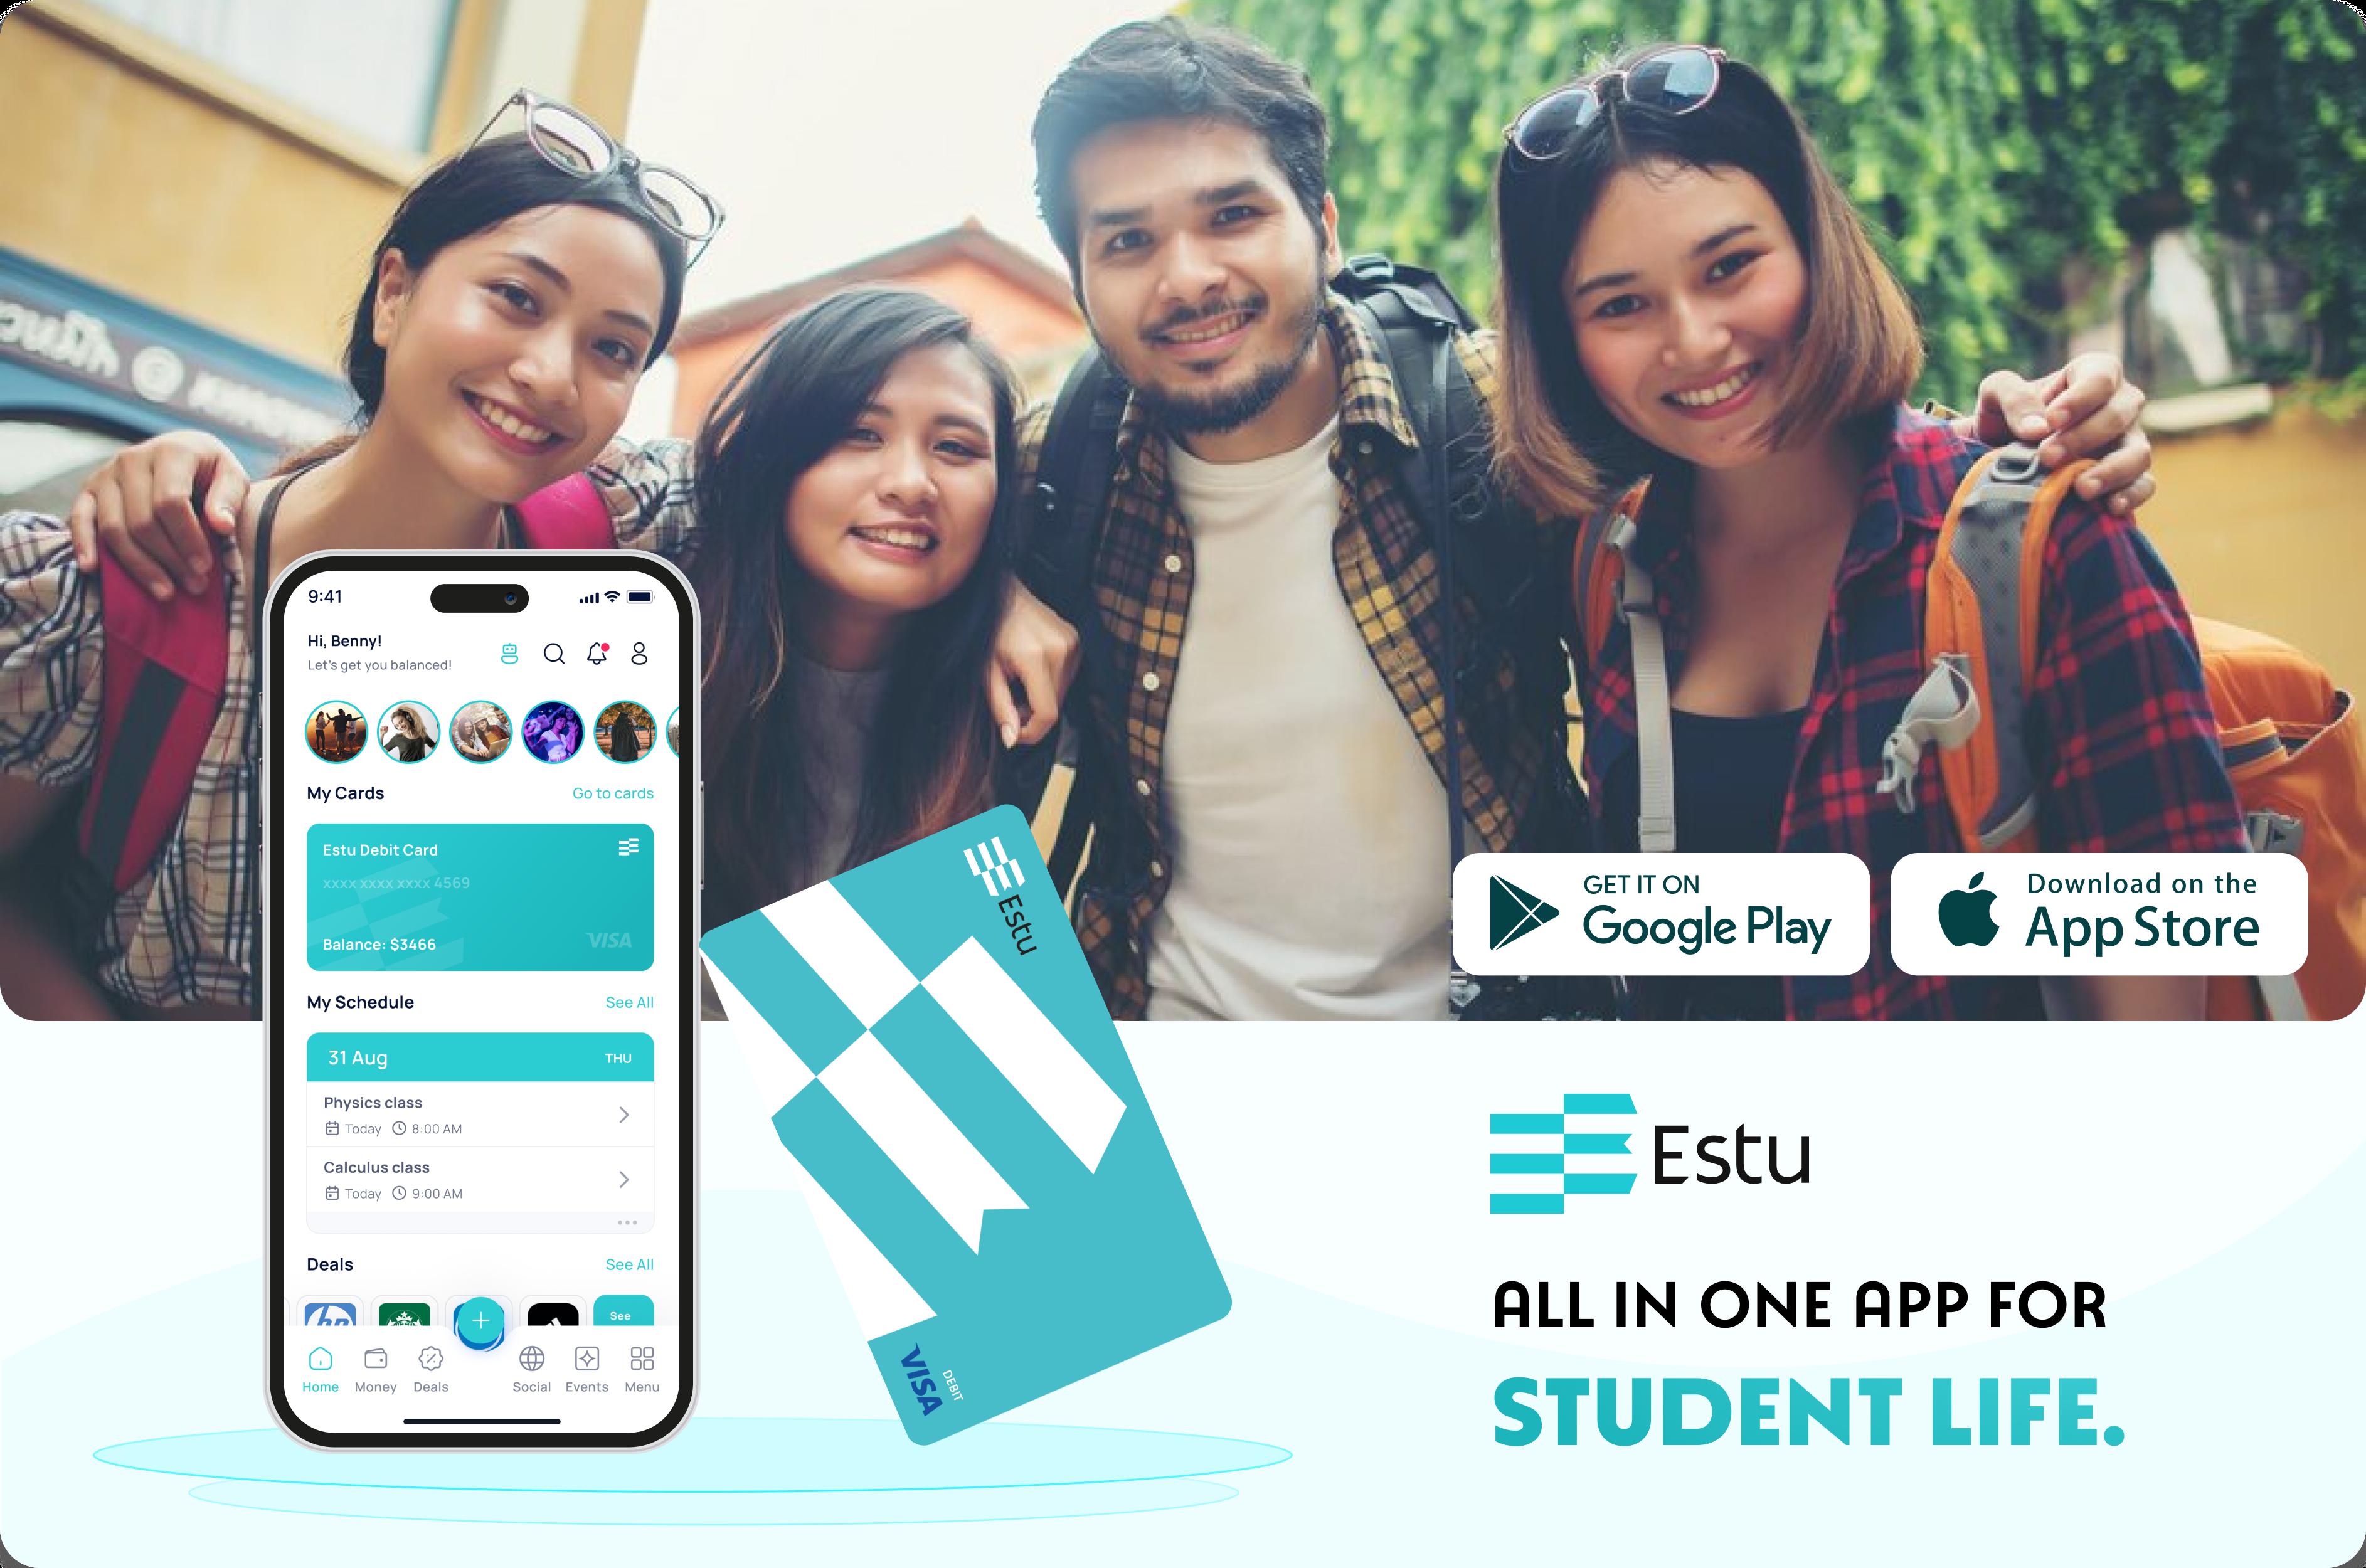 9:41
Hi, Benny!
Let's get you balanced!
My Cards
Go to cards
Estu Debit Card
xxxx xxxx xxxx 4569
Balance: $3466
VISA
My Schedule
See All
31 Aug
THU
Physics class
Today
8:00 AM
Calculus class
Today
9:00 AM
Deals
See All
hp
See
Home
Money
Deals
Social
Events
Menu
Estu
VISA
DEBIT
GET IT ON
Google Play
Download on the
App Store
Estu
ALL IN ONE APP FOR
STUDENT LIFE.